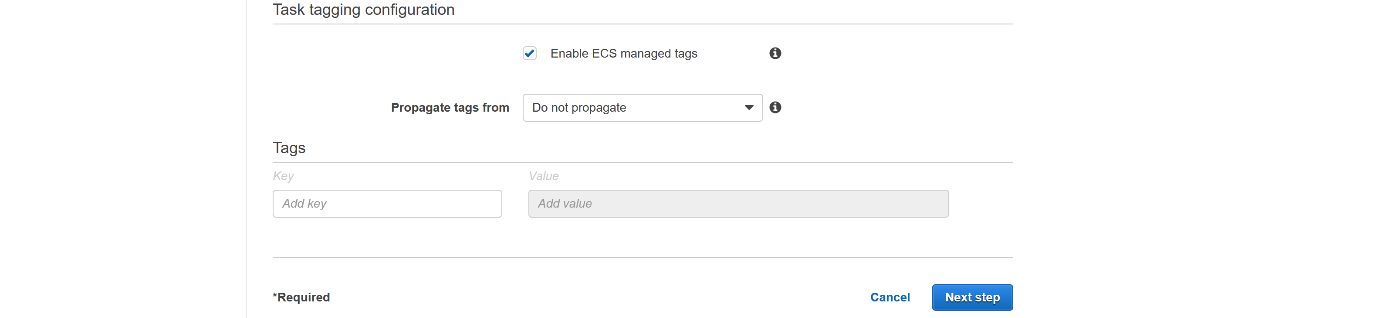 Task tagging configuration
Enable ECS managed tags
Propagate tags from Do not propagate
Tags
Key Value
Add key Add value
*Required Cancel Next step